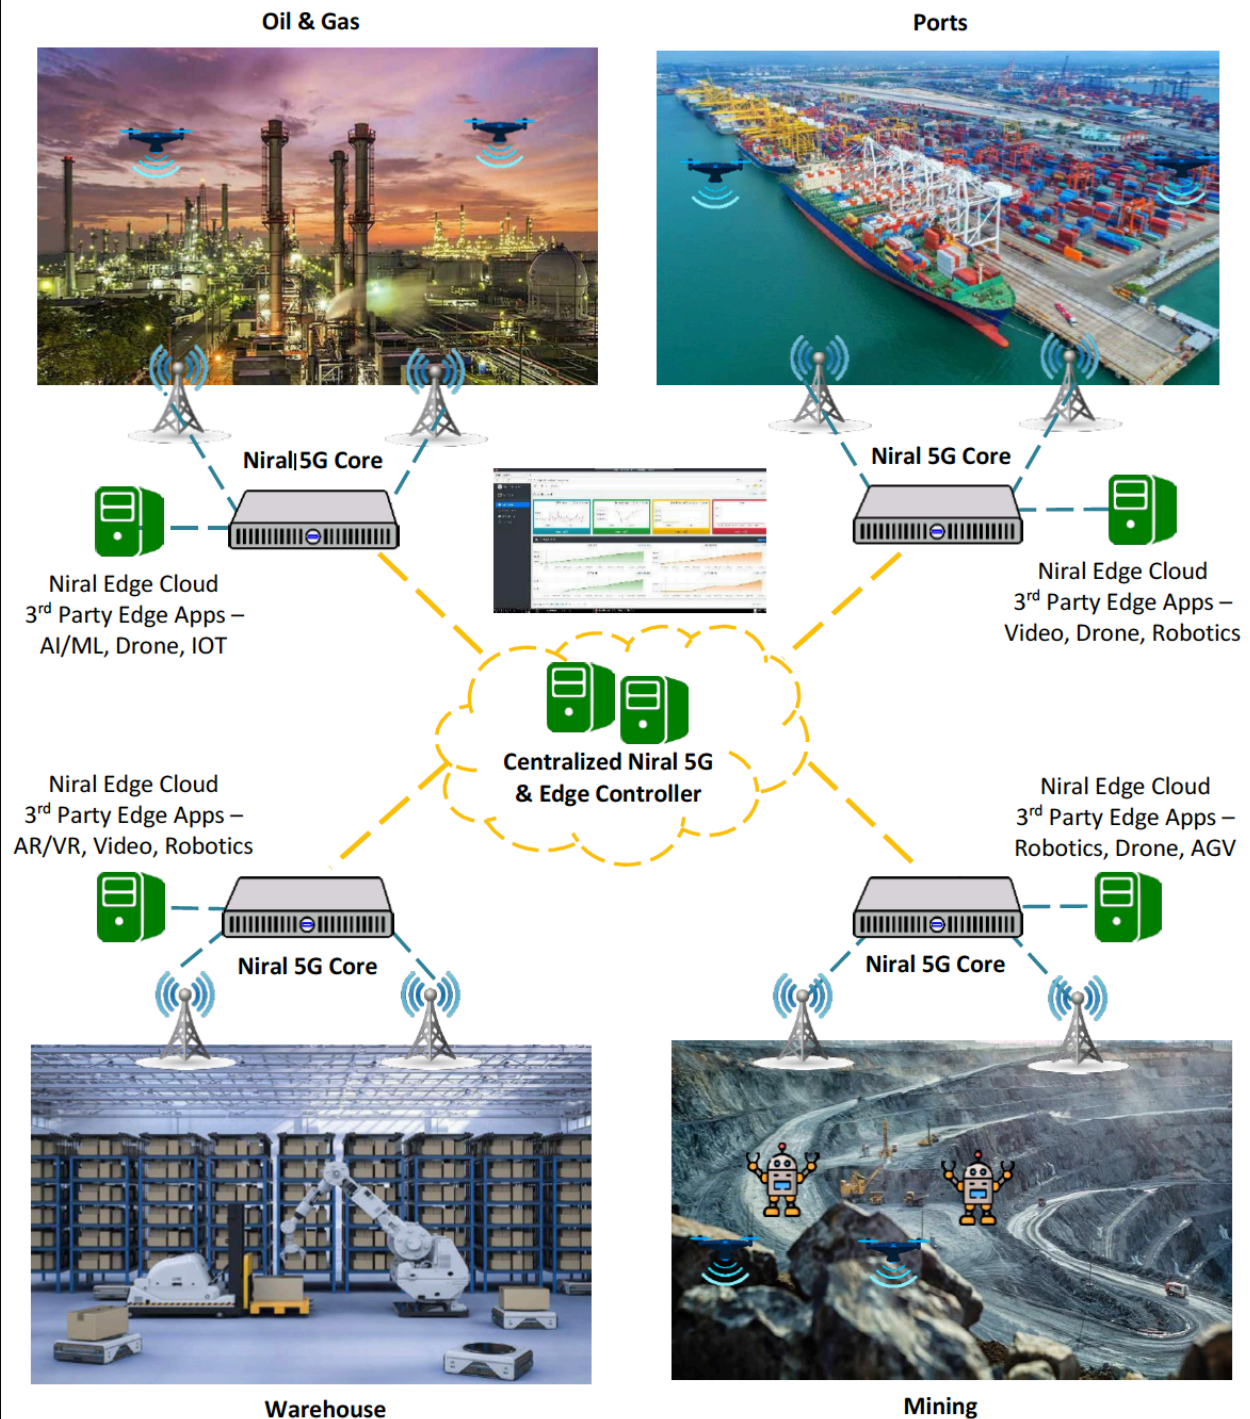 Oil & Gas
Ports
Niral 5G Core
Niral 5G Core
Niral Edge Cloud
3rd Party Edge Apps –
AI/ML, Drone, IOT
Niral Edge Cloud
3rd Party Edge Apps –
Video, Drone, Robotics
Centralized Niral 5G
& Edge Controller
Niral Edge Cloud
3rd Party Edge Apps –
AR/VR, Video, Robotics
Niral Edge Cloud
3rd Party Edge Apps –
Robotics, Drone, AGV
Niral 5G Core
Niral 5G Core
Warehouse
Mining